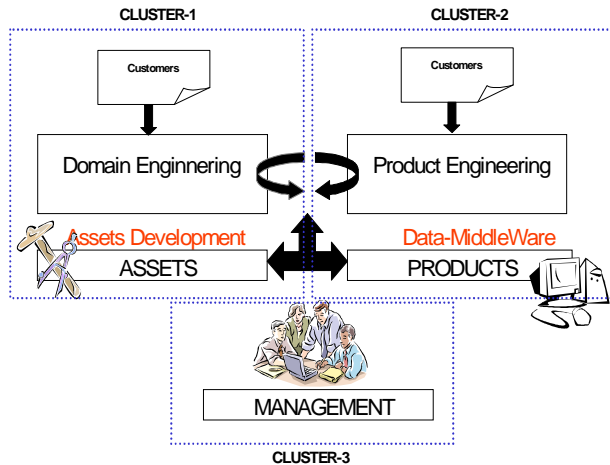 CLUSTER-1
CLUSTER-2
Customers
Customers
Domain Enginnering
Product Engineering
Assets Development
Data-MiddleWare
ASSETS
PRODUCTS
MANAGEMENT
CLUSTER-3